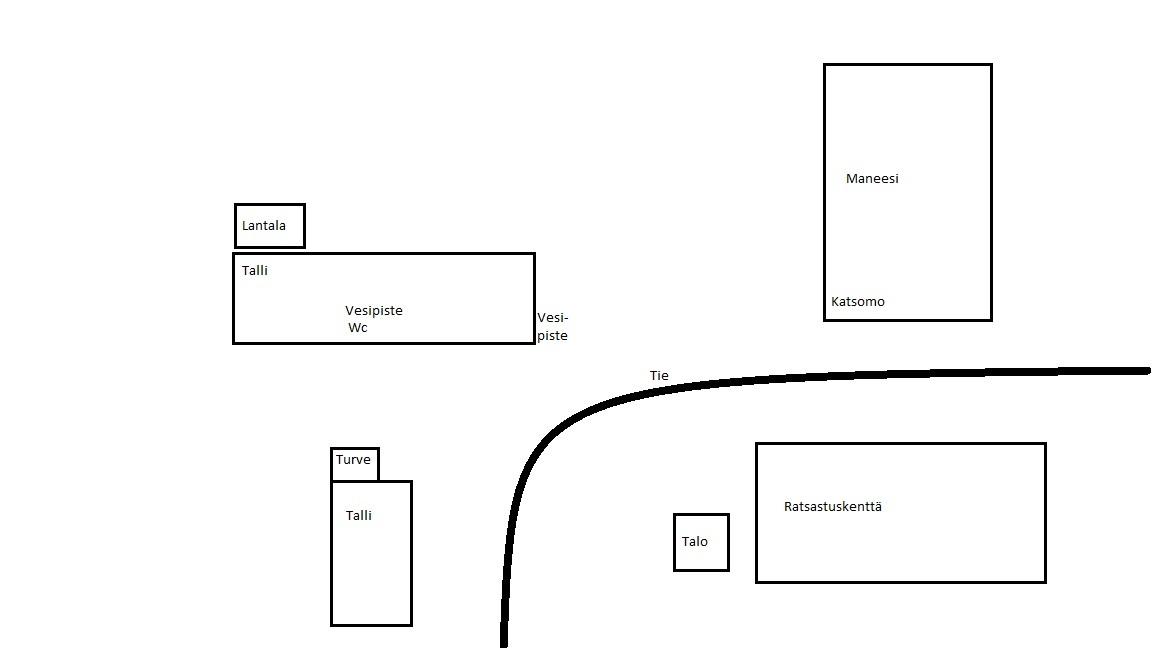 Maneesi
Lantala
Talli
Katsomo
Vesipiste
Wc
Vesi-
piste
Tie
Turve
Talli
Ratsastuskenttä
Talo